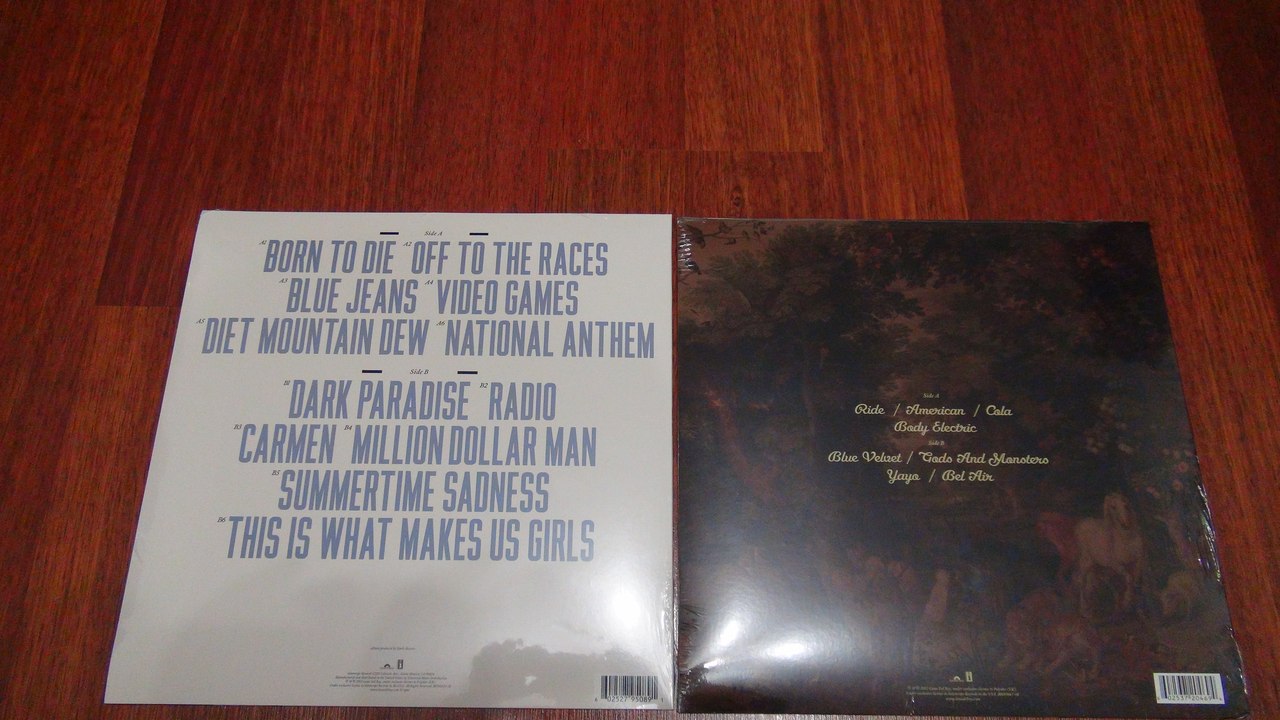 Side A
A1 BORN TO DIE A2 OFF TO THE RACES
A3 BLUE JEANS A4 VIDEO GAMES
A5 DIET MOUNTAIN DEW A6 NATIONAL ANTHEM
Side B
B1 DARK PARADISE B2 RADIO
B3 CARMEN B4 MILLION DOLLAR MAN
B5 SUMMERTIME SADNESS
B6 THIS IS WHAT MAKES US GIRLS
Side A
Ride / American / Cola
Body Electric
Side B
Blue Velvet / Gods And Monsters
Yayo / Bel Air